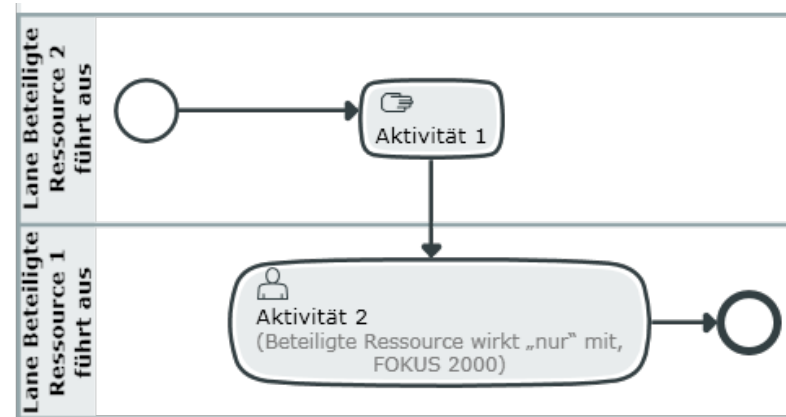 Lane Beteiligte
Ressource 2
führt aus
Aktivität 1
Lane Beteiligte
Ressource 1
führt aus
Aktivität 2
(Beteiligte Ressource wirkt „nur“ mit,
FOKUS 2000)